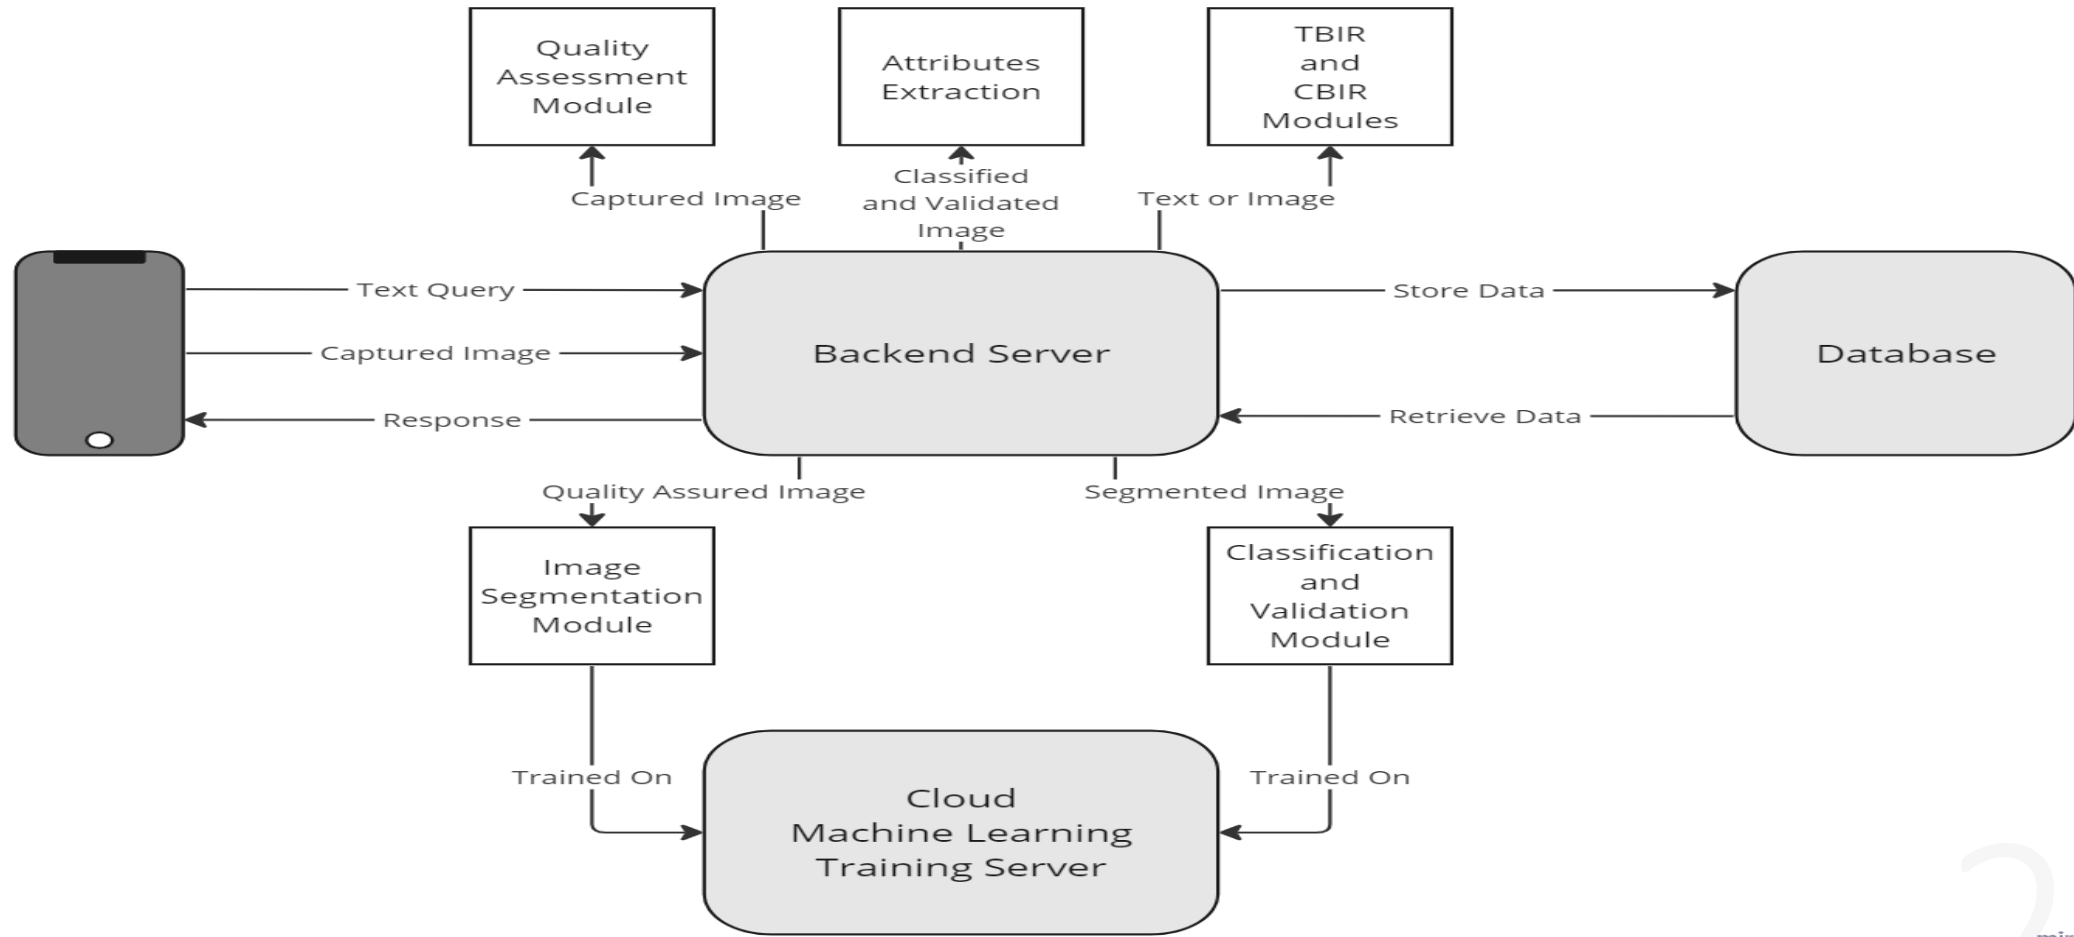 Quality
Assessment
Module
Attributes
Extraction
TBIR
and
CBIR
Modules
Captured Image
Classified
and Validated
Image
Text or Image
Text Query
Captured Image
Response
Backend Server
Store Data
Retrieve Data
Database
Quality Assured Image
Segmented Image
Image
Segmentation
Module
Classification
and
Validation
Module
Trained On
Trained On
Cloud
Machine Learning
Training Server
2